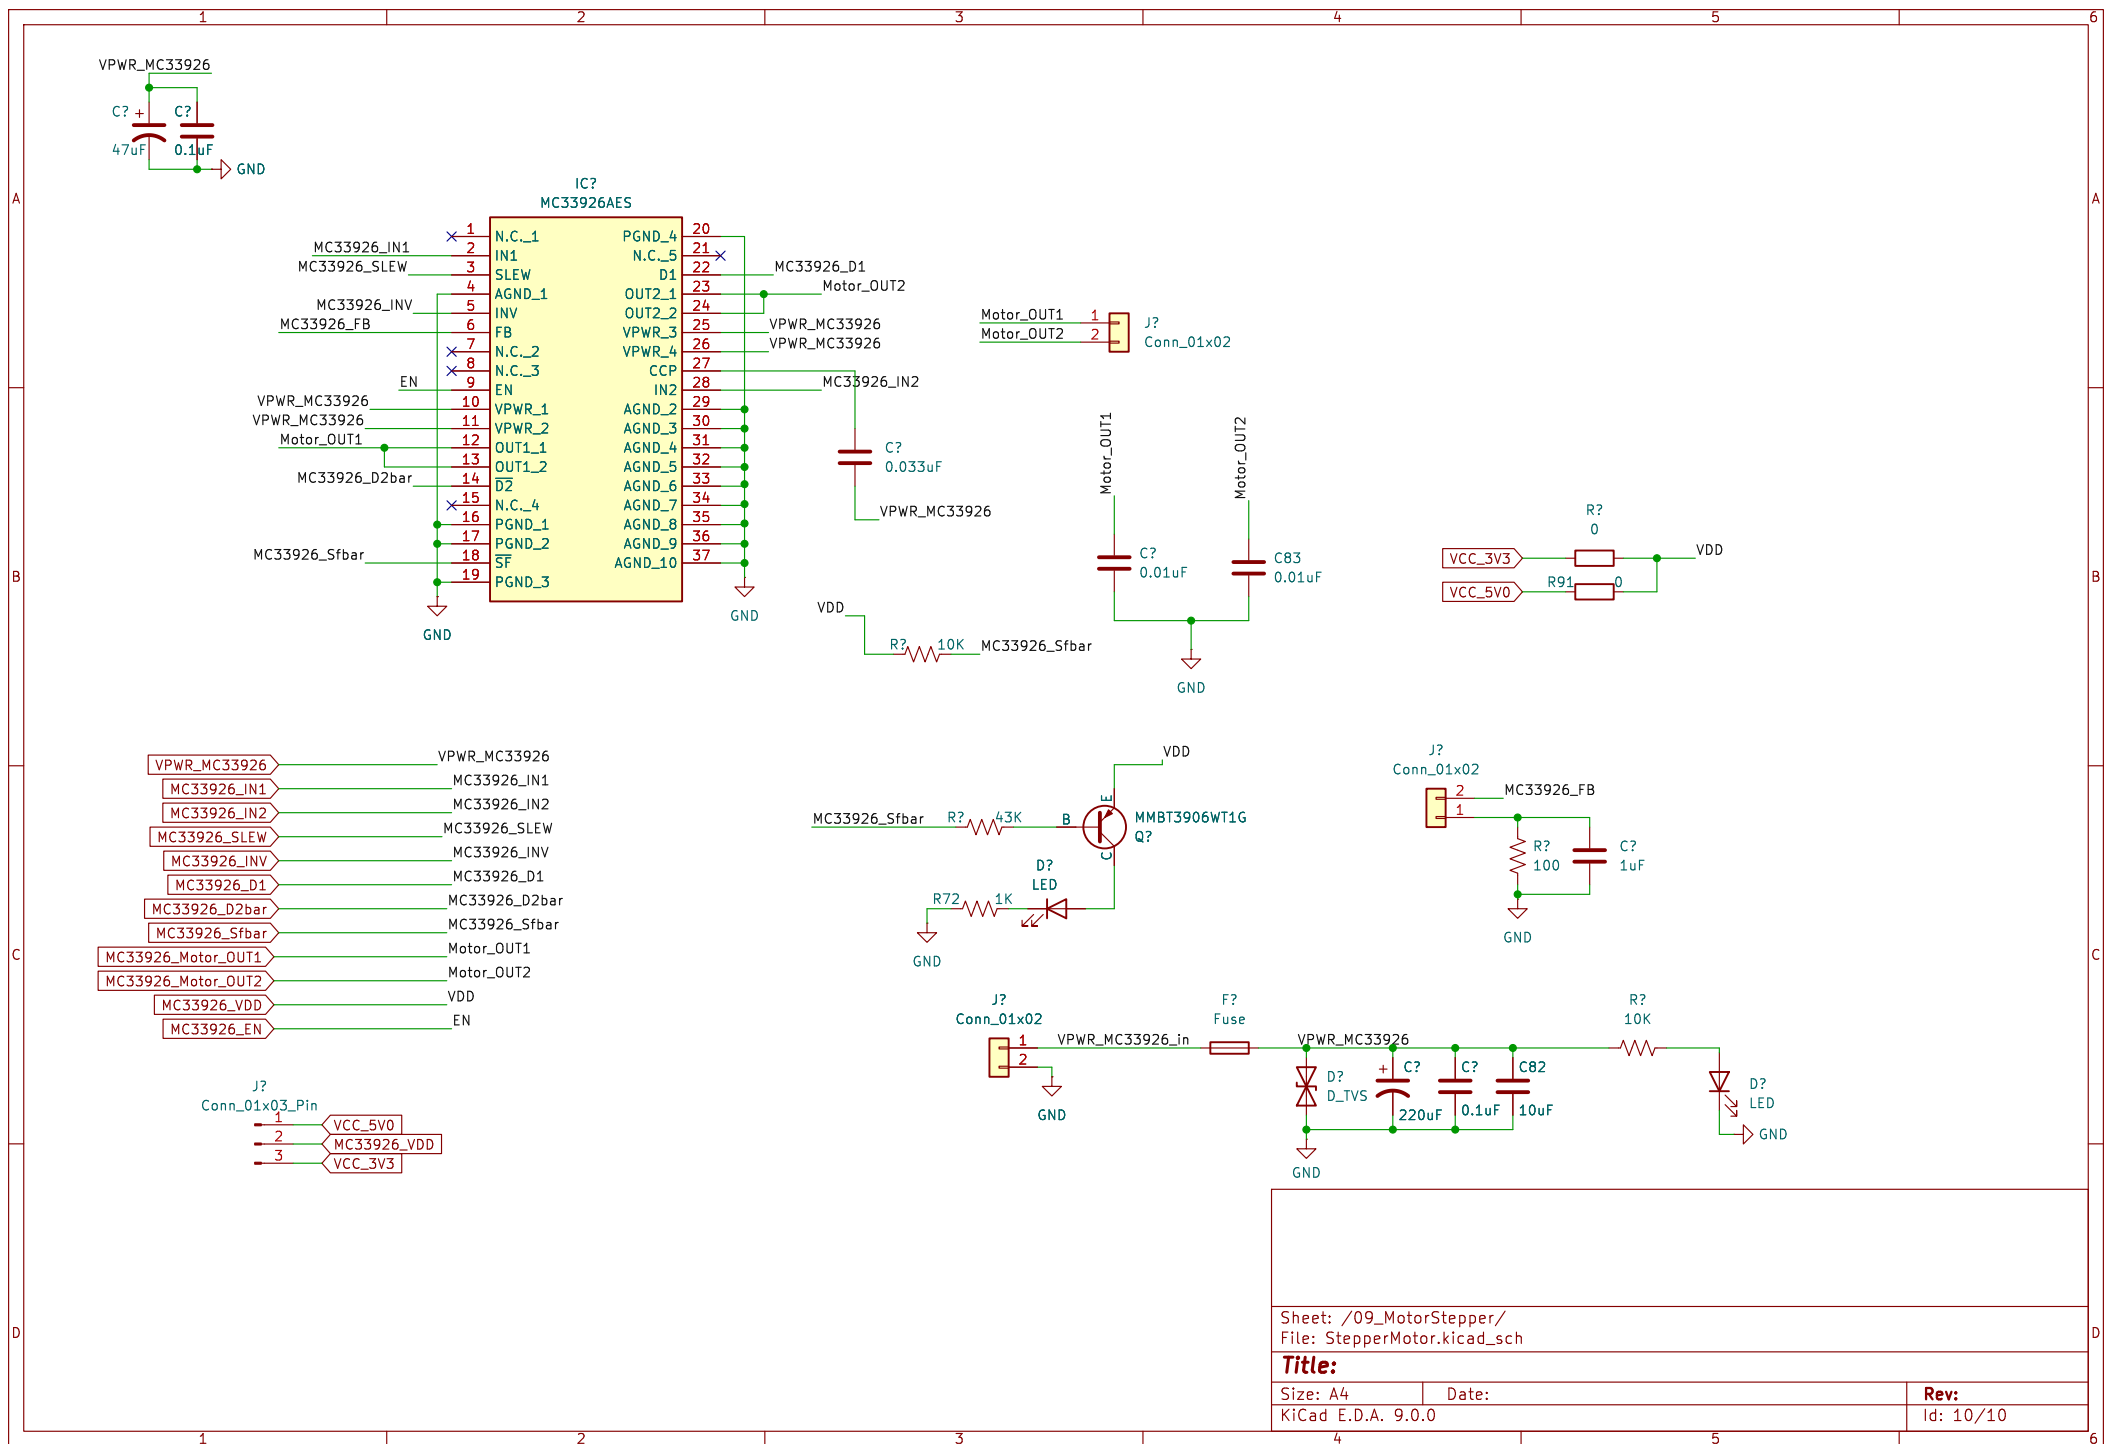 1 2 3 4 5 6
A
B
C
D
A
B
C
D
1 2 3 4 5 6
VPWR_MC33926
C? +
47uF
C?
0.1uF
GND
IC?
MC33926AES
1 N.C._1
2 IN1
3 SLEW
4 AGND_1
5 INV
6 FB
7 N.C._2
8 N.C._3
9 EN
10 VPWR_1
11 VPWR_2
12 OUT1_1
13 OUT1_2
14 D2
15 N.C._4
16 PGND_1
17 PGND_2
18 SF
19 PGND_3
PGND_4 20
N.C._5 21
D1 22
OUT2_1 23
OUT2_2 24
VPWR_3 25
VPWR_4 26
CCP 27
IN2 28
AGND_2 29
AGND_3 30
AGND_4 31
AGND_5 32
AGND_6 33
AGND_7 34
AGND_8 35
AGND_9 36
AGND_10 37
MC33926_IN1
MC33926_SLEW
MC33926_INV
MC33926_FB
EN
VPWR_MC33926
VPWR_MC33926
Motor_OUT1
MC33926_D2bar
MC33926_Sfbar
GND
MC33926_D1
Motor_OUT2
VPWR_MC33926
VPWR_MC33926
MC33926_IN2
C?
0.033uF
VPWR_MC33926
GND
Motor_OUT1
Motor_OUT2
1
2
J?
Conn_01x02
Motor_OUT1
Motor_OUT2
C?
0.01uF
C83
0.01uF
GND
VDD
R? 10K
MC33926_Sfbar
R?
0
VCC_3V3
VDD
R91 0
VCC_5V0
VPWR_MC33926 VPWR_MC33926
MC33926_IN1 MC33926_IN1
MC33926_IN2 MC33926_IN2
MC33926_SLEW MC33926_SLEW
MC33926_INV MC33926_INV
MC33926_D1 MC33926_D1
MC33926_D2bar MC33926_D2bar
MC33926_Sfbar MC33926_Sfbar
MC33926_Motor_OUT1 Motor_OUT1
MC33926_Motor_OUT2 Motor_OUT2
MC33926_VDD VDD
MC33926_EN EN
VDD
MC33926_Sfbar
R? 43K
B
E
C
MMBT3906WT1G
Q?
D?
LED
R72 1K
GND
J?
Conn_01x02
2
1
MC33926_FB
R?
100
C?
1uF
GND
J?
Conn_01x02
1
2
VPWR_MC33926_in
GND
F?
Fuse
VPWR_MC33926
D?
D_TVS
+ C?
220uF
C?
0.1uF
C82
10uF
GND
R?
10K
D?
LED
GND
J?
Conn_01x03_Pin
1 VCC_5V0
2 MC33926_VDD
3 VCC_3V3
Sheet: /09_MotorStepper/
File: StepperMotor.kicad_sch
Title:
Size: A4 Date: Rev:
KiCad E.D.A. 9.0.0 Id: 10/10